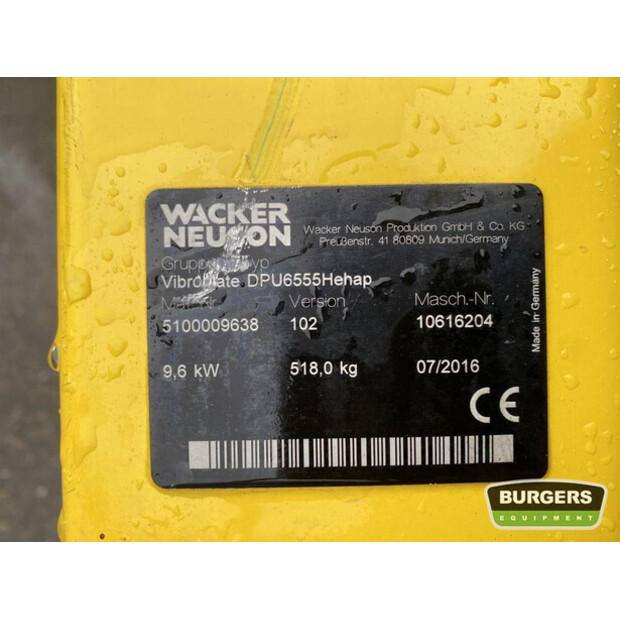 WACKER
NEUSON
Wacker Neuson Produktion GmbH & Co. KG
Preußenstr. 41 80809 Munich/Germany
Vibroplate DPU6555Hehap
Version Masch.-Nr.
5100009638 102 10616204
9,6 kW 518,0 kg 07/2016
Made in Germany
CE
BURGERS
EQUIPMENT